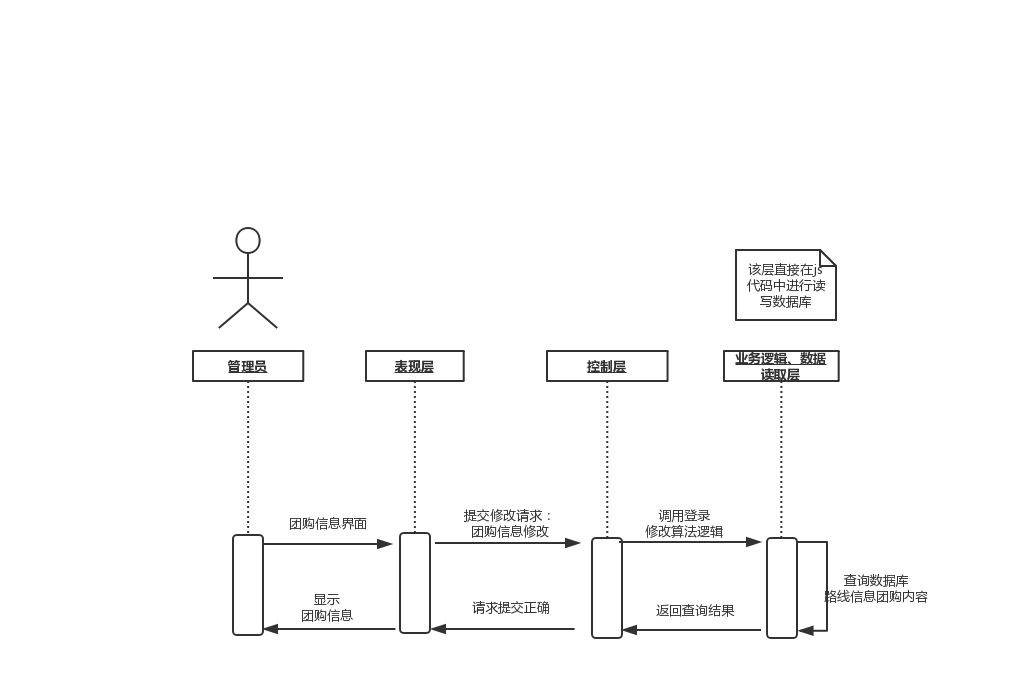 该层直接在js
代码中进行读
写数据库
管理员
表现层
控制层
业务逻辑、数据
读取层
团购信息界面
提交修改请求：
团购信息修改
调用登录
修改算法逻辑
查询数据库
路线信息团购内容
显示
团购信息
请求提交正确
返回查询结果